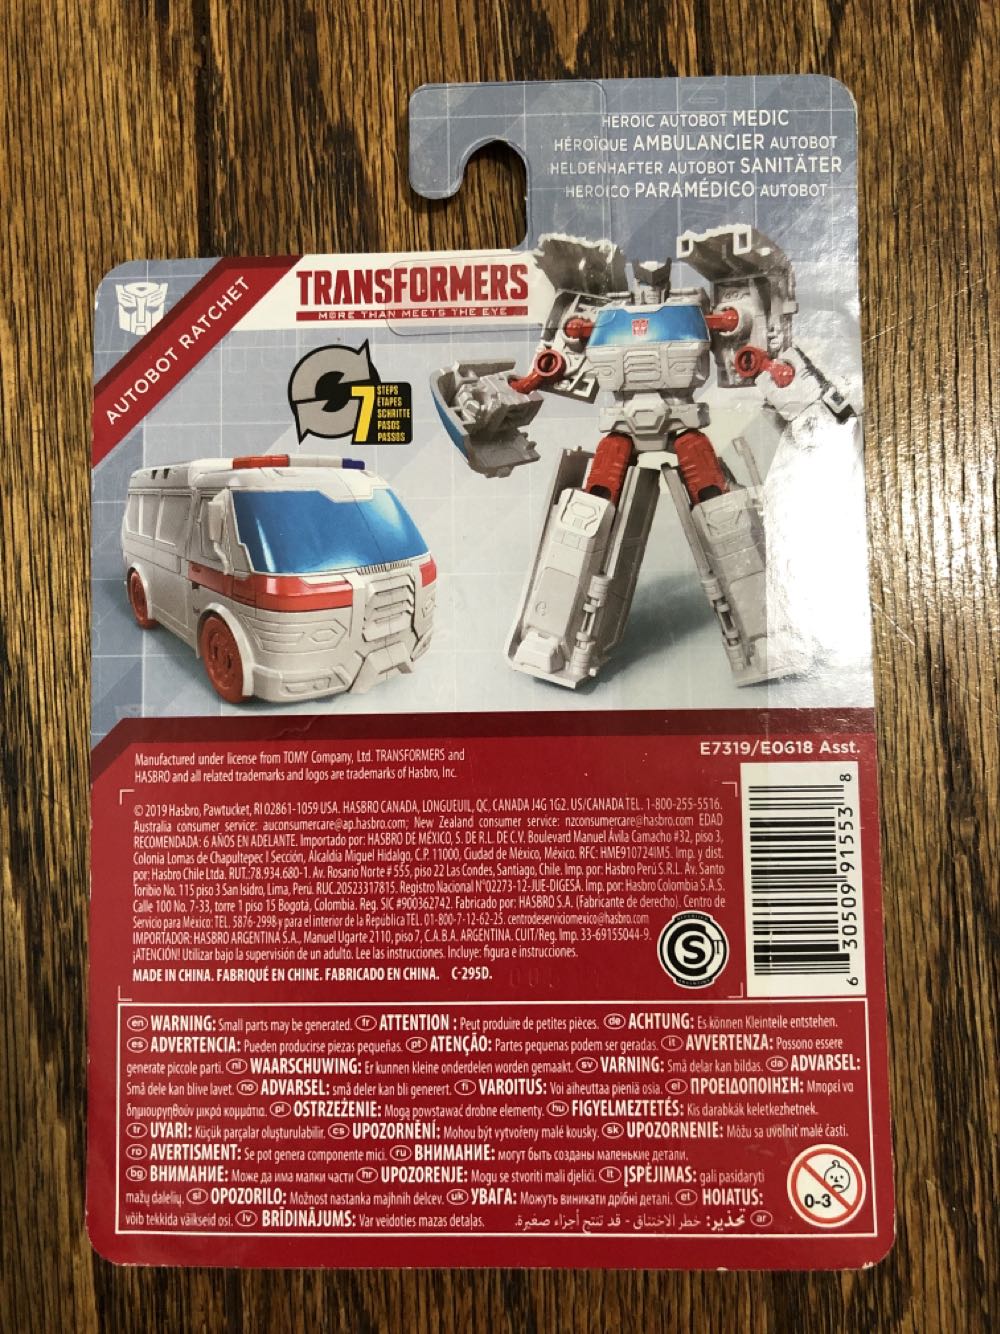 HEROIC AUTOBOT MEDIC
HÉROÏQUE AMBULANCIER AUTOBOT
HELDENHAFTER AUTOBOT SANITÄTER
HEROICO PARAMÉDICO AUTOBOT
AUTOBOT RATCHET
TRANSFORMERS
MORE THAN MEETS THE EYE
7
STEPS
ETAPES
SCHRITTE
PASOS
PASSOS
Manufactured under license from TOMY Company, Ltd. TRANSFORMERS and
HASBRO and all related trademarks and logos are trademarks of Hasbro, Inc.
E7319/E0618 Asst.
© 2019 Hasbro, Pawtucket, RI 02861-1059 USA. HASBRO CANADA, LONGUEUIL, QC, CANADA J4G 1G2. US/CANADA TEL. 1-800-255-5516.
Australia consumer service: auconsumercare@ap.hasbro.com; New Zealand consumer service: nzconsumercare@hasbro.com EDAD
RECOMENDADA: 6 AÑOS EN ADELANTE. Importado por: HASBRO DE MÉXICO, S. DE R.L. DE C.V. Boulevard Manuel Ávila Camacho #32, piso 3,
Colonia Lomas de Chapultepec I Sección, Alcaldía Miguel Hidalgo, C.P. 11000, Ciudad de México, México. RFC: HME910724IM5. Imp. y dist.
por: Hasbro Chile Ltda. RUT.:78.934.680-1. Av. Rosario Norte # 555, piso 22 Las Condes, Santiago, Chile. Imp. por: Hasbro Perú S.R.L. Av. Santo
Toribio No. 115 piso 3 San Isidro, Lima, Perú. RUC.20523317815. Registro Nacional N°02273-12-JUE-DIGESA. Imp. por: Hasbro Colombia S.A.S.
Calle 100 No. 7-33, torre 1 piso 15 Bogotá, Colombia. Reg. SIC #900362742. Fabricado por: HASBRO S.A. (Fabricante de derecho). Centro de
Servicio para México: TEL. 5876-2998 y para el interior de la República TEL. 01-800-7-12-62-25. centrodeserviciomexico@hasbro.com
IMPORTADOR: HASBRO ARGENTINA S.A., Manuel Ugarte 2110, piso 7, C.A.B.A. ARGENTINA. CUIT/Reg. Imp. 33-69155044-9.
¡ATENCIÓN! Utilizar bajo la supervisión de un adulto. Lee las instrucciones. Incluye: figura e instrucciones.
MADE IN CHINA. FABRIQUÉ EN CHINE. FABRICADO EN CHINA. C-295D.
S T
6 30509 91553 8
en WARNING: Small parts may be generated. fr ATTENTION : Peut produire de petites pièces. de ACHTUNG: Es können Kleinteile entstehen.
es ADVERTENCIA: Pueden producirse piezas pequeñas. pt ATENÇÃO: Partes pequenas podem ser geradas. it AVVERTENZA: Possono essere
generate piccole parti. nl WAARSCHUWING: Er kunnen kleine onderdelen worden gemaakt. sv VARNING: Små delar kan bildas. da ADVARSEL:
Små dele kan blive lavet. no ADVARSEL: små deler kan bli generert. fi VAROITUS: Voi aiheuttaa pieniä osia. el ΠΡΟΕΙΔΟΠΟΙΗΣΗ: Μπορεί να
δημιουργηθούν μικρά κομμάτια. pl OSTRZEŻENIE: Mogą powstawać drobne elementy. hu FIGYELMEZTETÉS: Kis darabkák keletkezhetnek.
tr UYARI: Küçük parçalar oluşturulabilir. cs UPOZORNĚNÍ: Mohou být vytvořeny malé kousky. sk UPOZORNENIE: Môžu sa uvoľniť malé časti.
ro AVERTISMENT: Se pot genera componente mici. ru ВНИМАНИЕ: могут быть созданы маленькие детали.
bg ВНИМАНИЕ: Може да има малки части hr UPOZORENJE: Mogu se stvoriti mali djelići. lt ĮSPĖJIMAS: gali pasidaryti
mažų dalelių. sl OPOZORILO: Možnost nastanka majhnih delcev. uk УВАГА: Можуть виникати дрібні деталі. et HOIATUS:
võib tekkida väikseid osi. lv BRĪDINĀJUMS: Var veidoties mazas detaļas. ar تحذير: خطر الاختناق - قد تنتج أجزاء صغيرة.
0-3